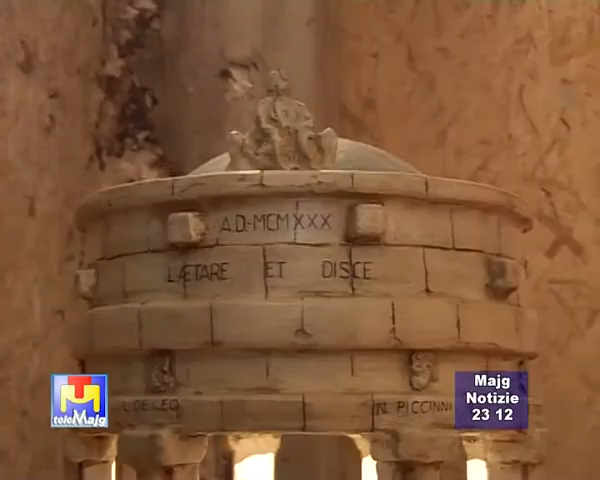 A.D·MCMXXX
LÆTARE ET DISCE
L. DE LEO
N. PICCINNI
M
teleMajg
Majg
Notizie
23 12